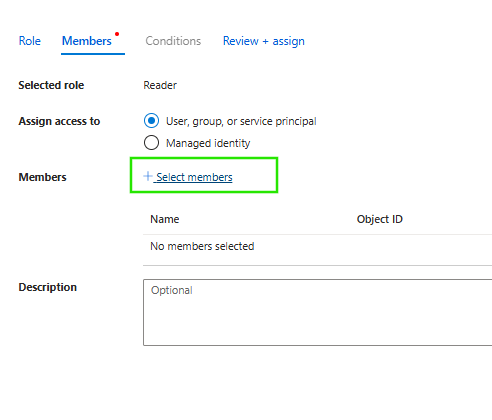 Role Members Conditions Review + assign
Selected role Reader
Assign access to User, group, or service principal
Managed identity
Members + Select members
Name Object ID
No members selected
Description Optional